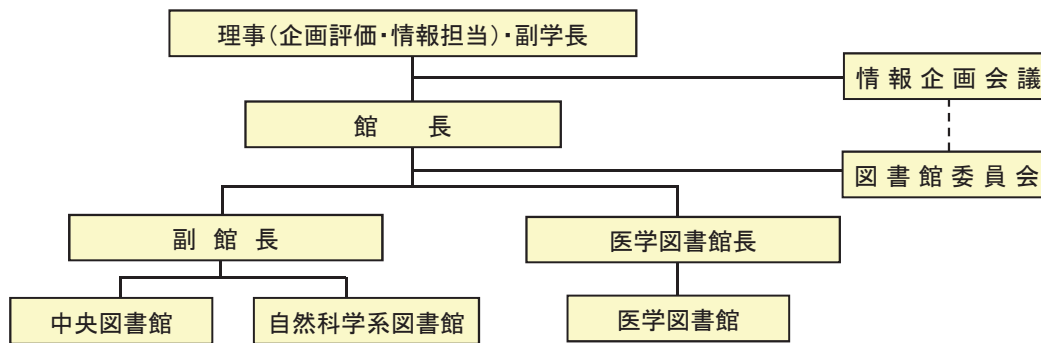 理事(企画評価・情報担当)・副学長
情報企画会議
館　長
図書館委員会
副館長
医学図書館長
中央図書館
自然科学系図書館
医学図書館